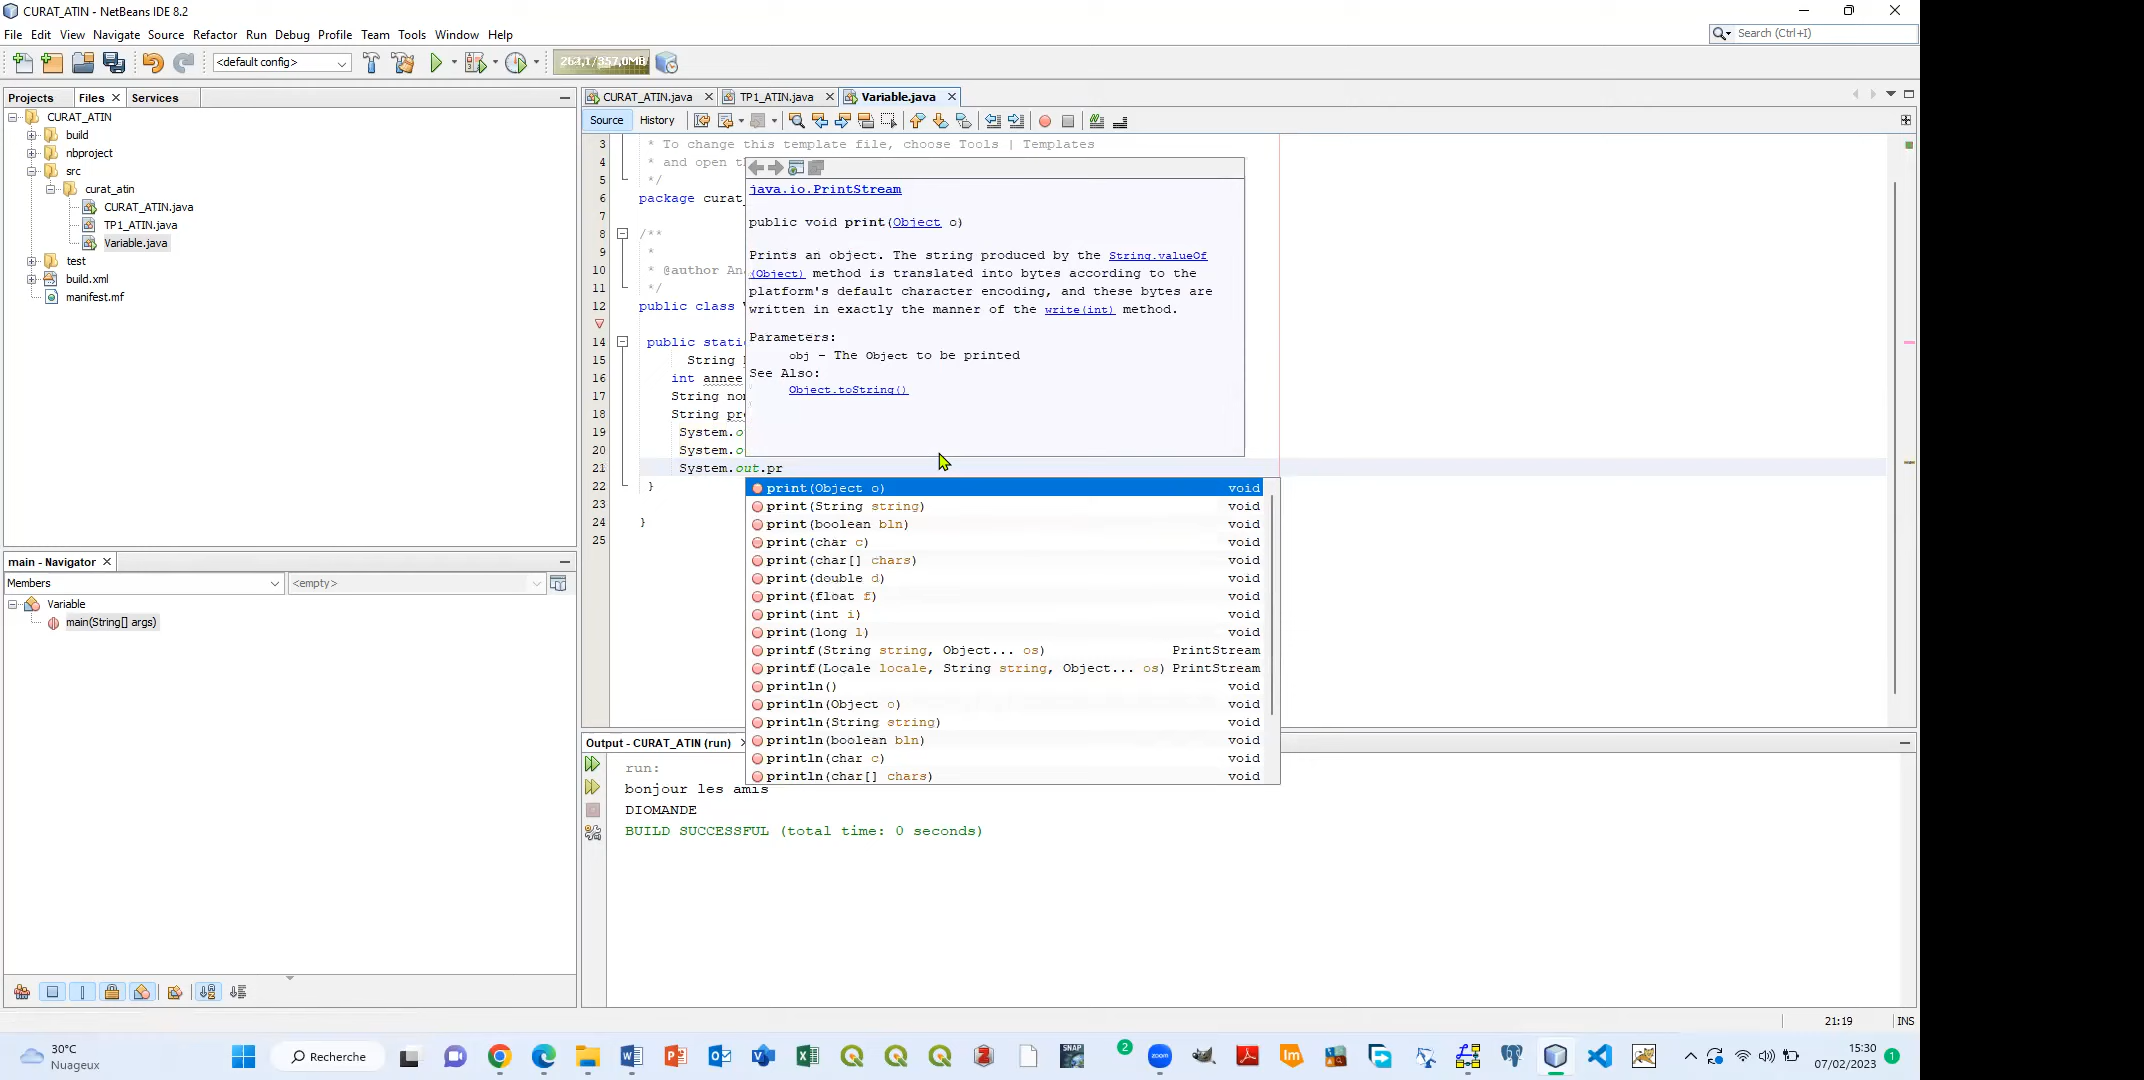 CURAT_ATIN - NetBeans IDE 8.2
File Edit View Navigate Source Refactor Run Debug Profile Team Tools Window Help
Search (Ctrl+I)
<default config>
Projects Files Services
CURAT_ATIN
build
nbproject
src
curat_atin
CURAT_ATIN.java
TP1_ATIN.java
Variable.java
test
build.xml
manifest.mf
main - Navigator
Members <empty>
Variable
main(String[] args)
CURAT_ATIN.java TP1_ATIN.java Variable.java
Source History
3 * To change this template file, choose Tools | Templates
4 * and open
5 */
6 package curat_
7
8 /**
9 *
10 * @author
11 */
12 public class
14 public
15 String
16 int annee
17 String
18 String
19 System.
20 System.
21 System.out.pr
22 }
23
24 }
25
java.io.PrintStream
public void print(Object o)
Prints an object. The string produced by the String.valueOf
(Object) method is translated into bytes according to the
platform's default character encoding, and these bytes are
written in exactly the manner of the write(int) method.
Parameters:
obj - The Object to be printed
See Also:
Object.toString()
print(Object o) void
print(String string) void
print(boolean bln) void
print(char c) void
print(char[] chars) void
print(double d) void
print(float f) void
print(int i) void
print(long l) void
printf(String string, Object... os) PrintStream
printf(Locale locale, String string, Object... os) PrintStream
println() void
println(Object o) void
println(String string) void
println(boolean bln) void
println(char c) void
println(char[] chars) void
Output - CURAT_ATIN (run)
run:
bonjour les amis
DIOMANDE
BUILD SUCCESSFUL (total time: 0 seconds)
21:19 INS
30°C
Nuageux
Recherche
2
zoom
SNAP
15:30
07/02/2023
1